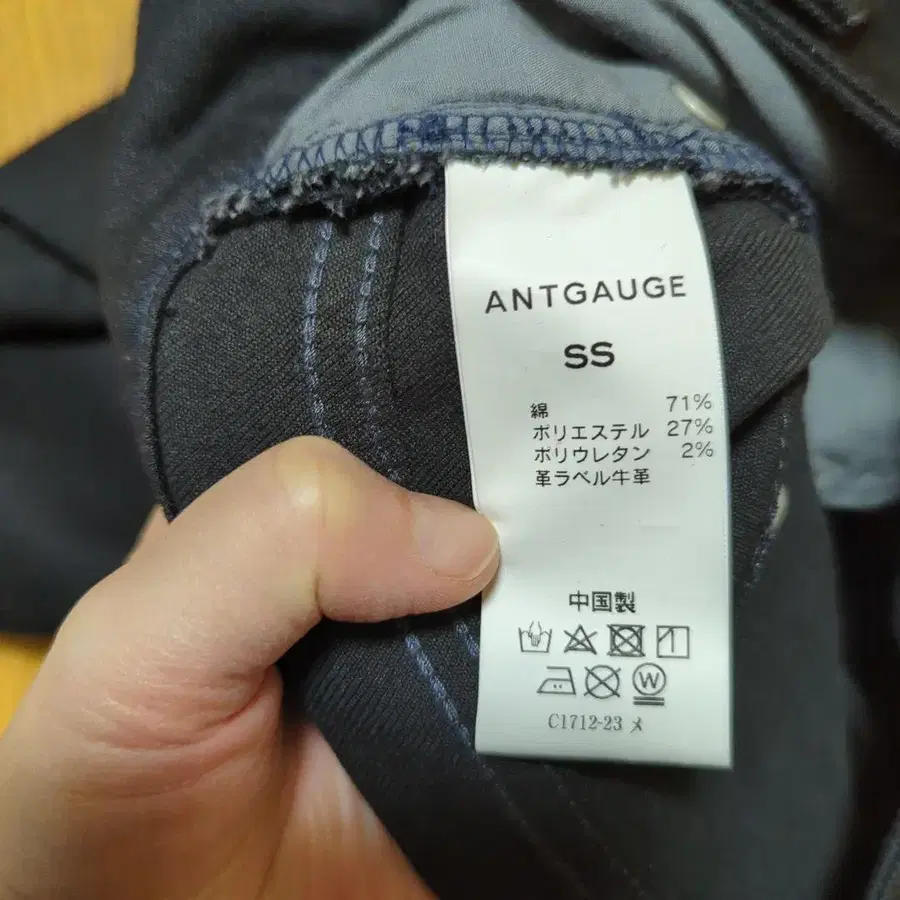 ANTGAUGE
SS
綿 71%
ポリエステル 27%
ポリウレタン 2%
革ラベル牛革
中国製
W
C1712-23 メ